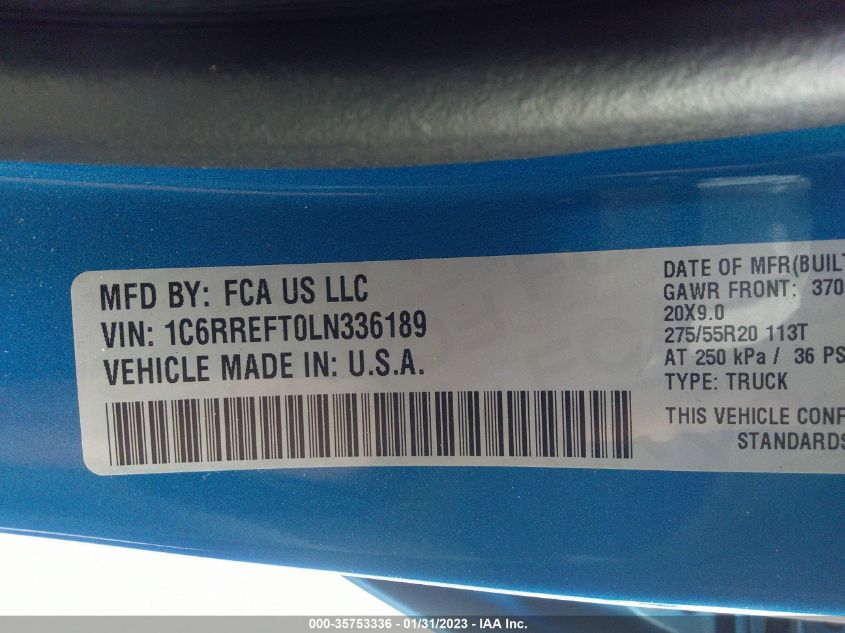 MFD BY: FCA US LLC
VIN: 1C6RREFT0LN336189
VEHICLE MADE IN: U.S.A.
DATE OF MFR(BUILT
GAWR FRONT: 370
20X9.0
275/55R20 113T
AT 250 kPa / 36 PS
TYPE: TRUCK
THIS VEHICLE CONF
STANDARDS
000-35753336 - 01/31/2023 - IAA Inc.